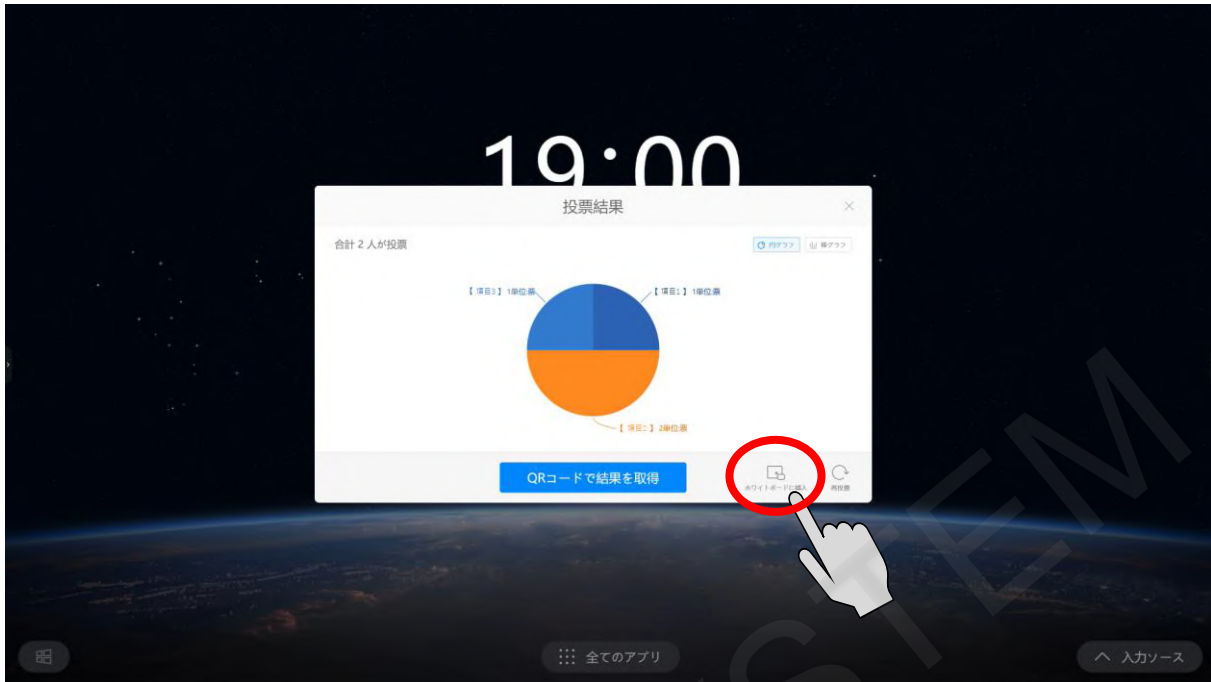 19:00
投票結果
合計 2 人が投票
円グラフ
棒グラフ
【 項目3 】 1単位票
【 項目1 】 1単位票
【 項目2 】 2単位票
QRコードで結果を取得
ホワイトボードに挿入
再投票
全てのアプリ
入力ソース
STEM